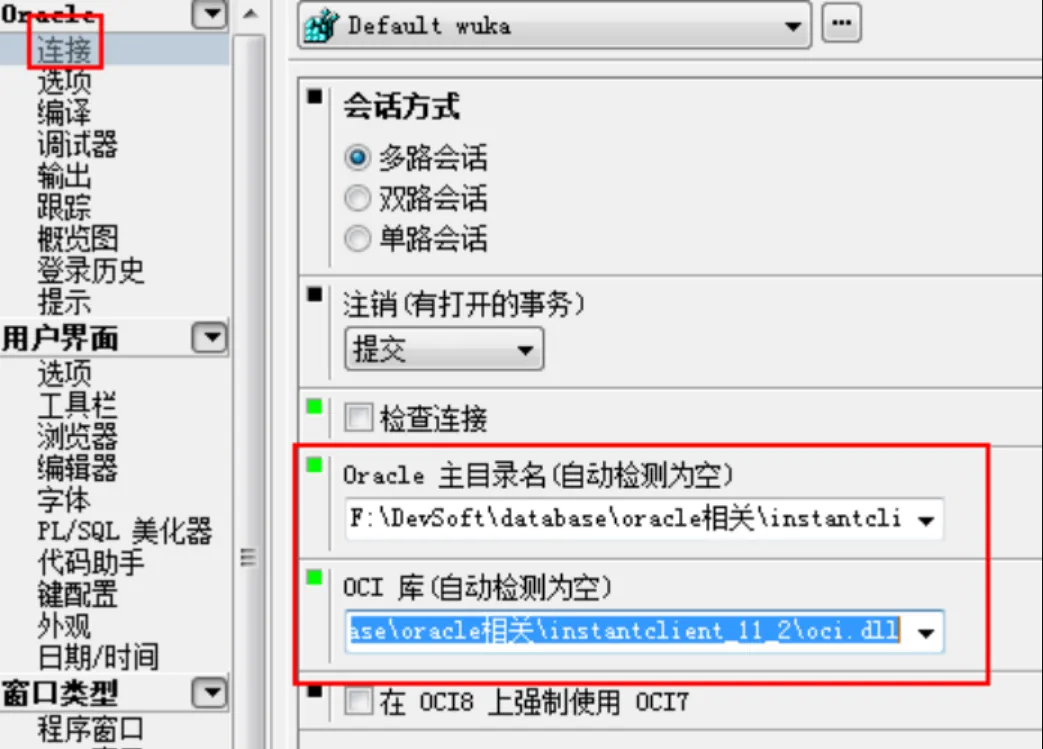 Oracle
连接
选项
编译
调试器
输出
跟踪
概览图
登录历史
提示
用户界面
选项
工具栏
浏览器
编辑器
字体
PL/SQL 美化器
代码助手
键配置
外观
日期/时间
窗口类型
程序窗口
Default wuka
会话方式
多路会话
双路会话
单路会话
注销(有打开的事务)
提交
检查连接
Oracle 主目录名(自动检测为空)
F:\DevSoft\database\oracle相关\instantcli
OCI 库(自动检测为空)
ase\oracle相关\instantclient_11_2\oci.dll
在 OCI8 上强制使用 OCI7